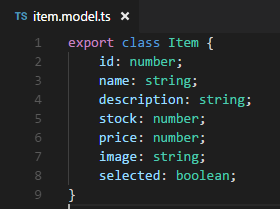 TS item.model.ts ×
1 export class Item {
2     id: number;
3     name: string;
4     description: string;
5     stock: number;
6     price: number;
7     image: string;
8     selected: boolean;
9 }